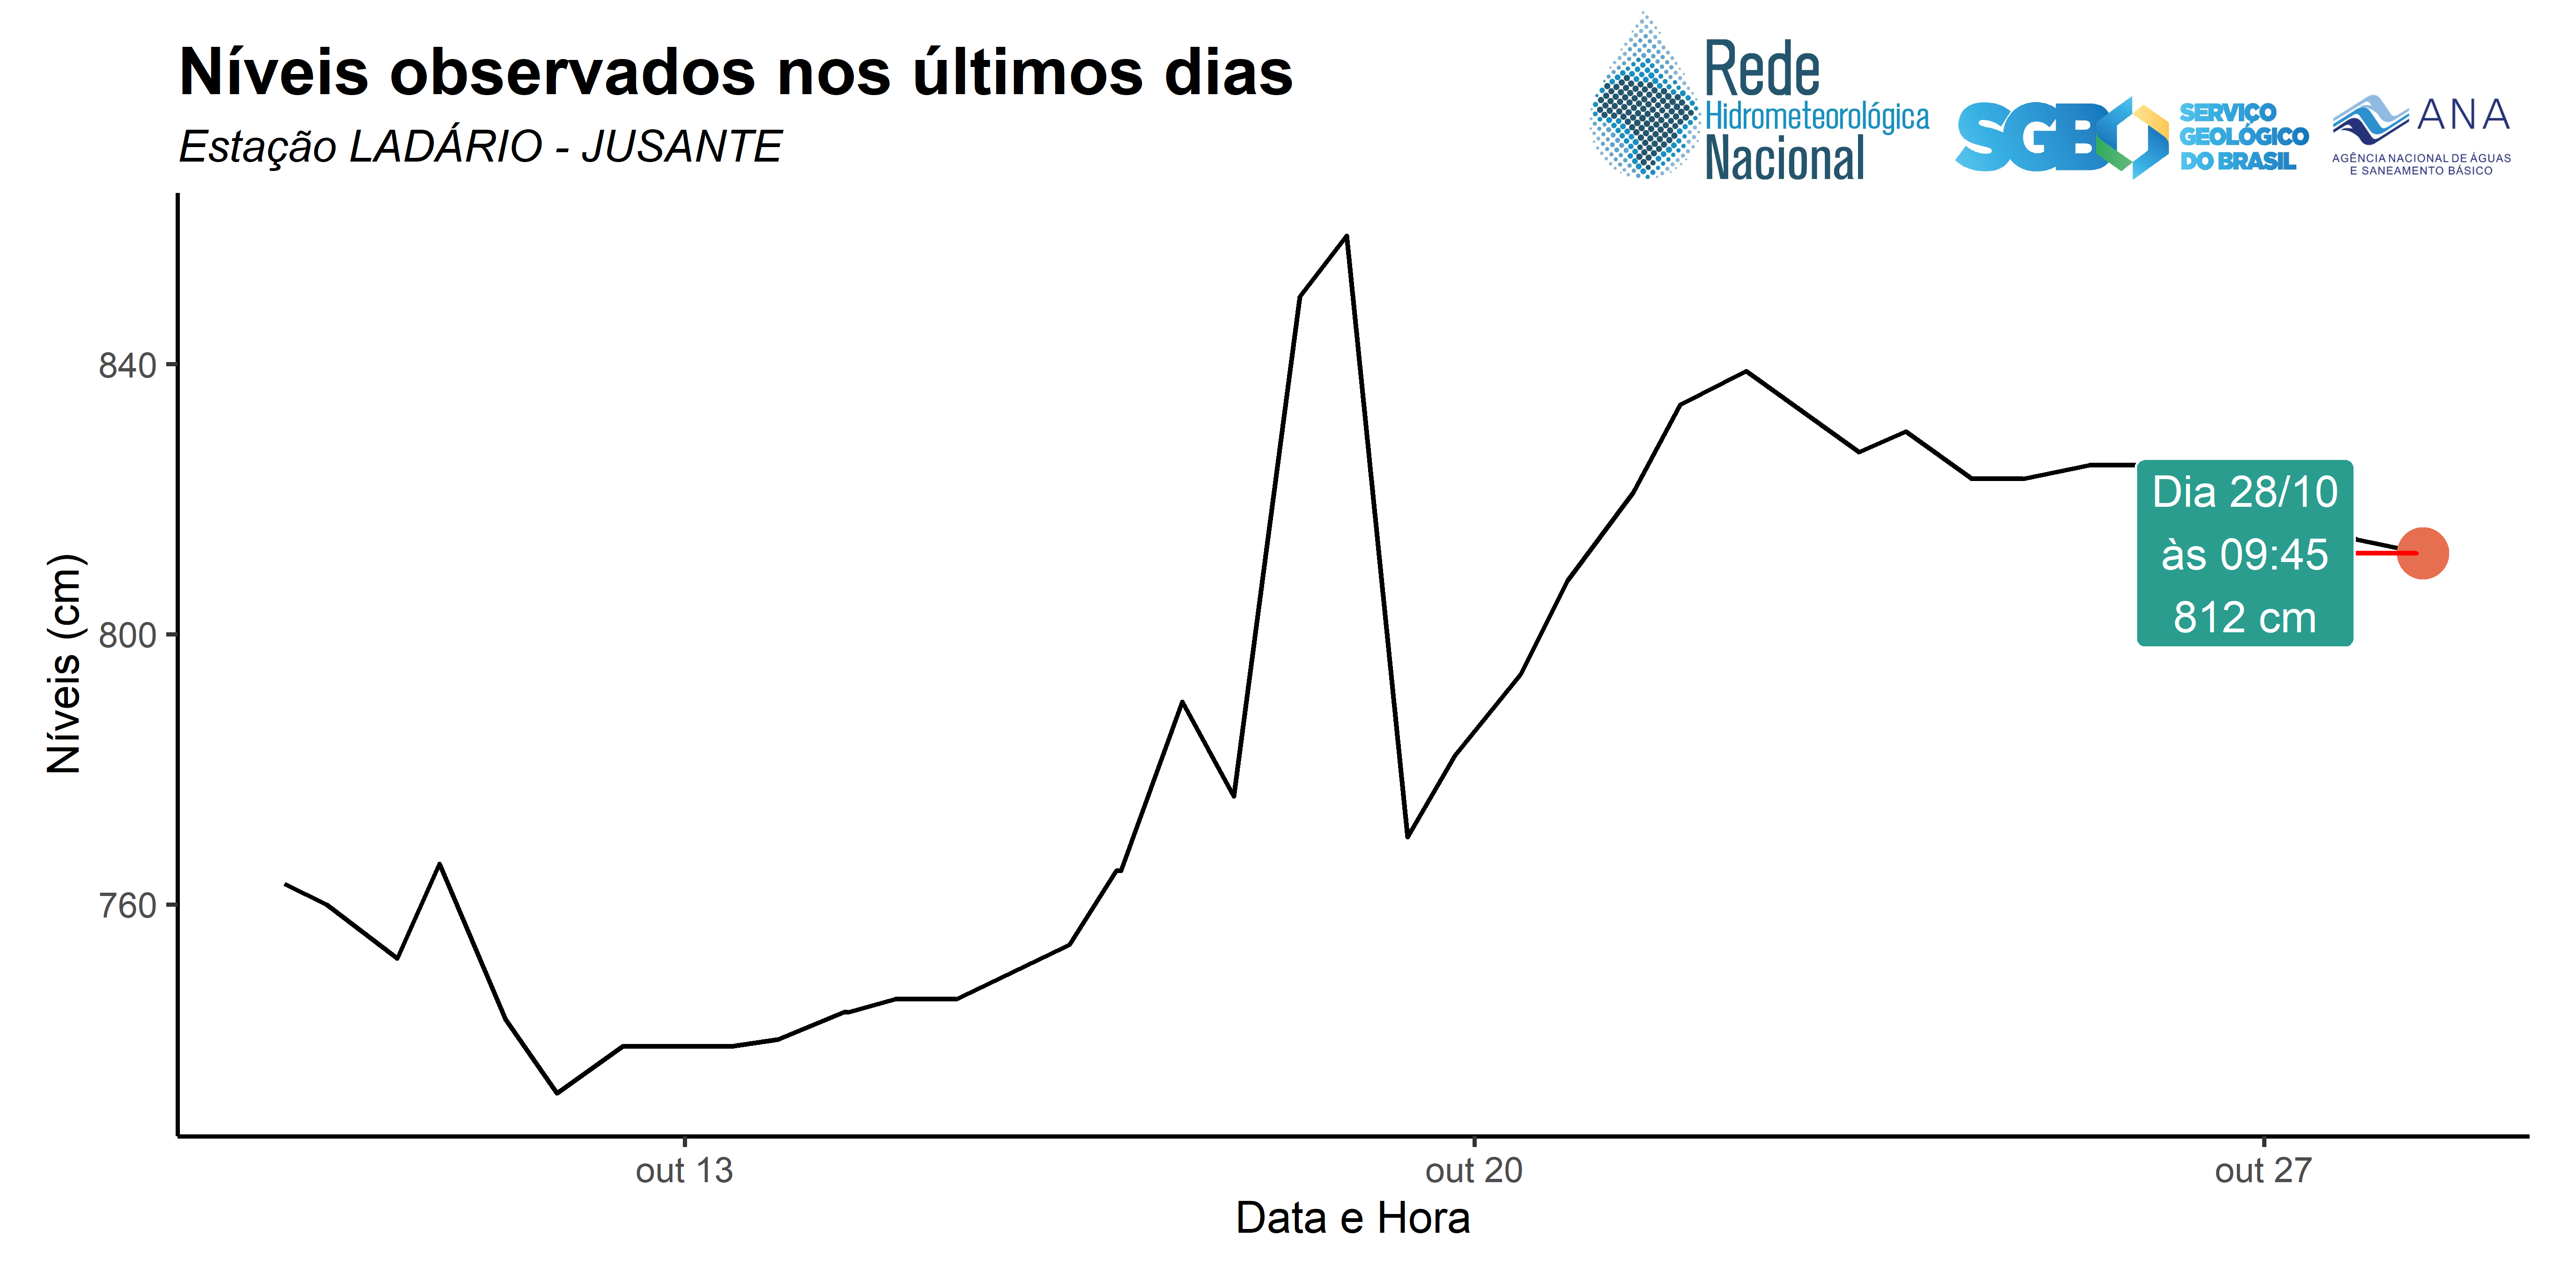 Níveis observados nos últimos dias
Estação LADÁRIO - JUSANTE
Rede
Hidrometeorológica
Nacional
SGB
SERVIÇO
GEOLÓGICO
DO BRASIL
ANA
AGÊNCIA NACIONAL DE ÁGUAS
E SANEAMENTO BÁSICO
Níveis (cm)
840
800
760
Dia 28/10
às 09:45
812 cm
out 13
out 20
out 27
Data e Hora